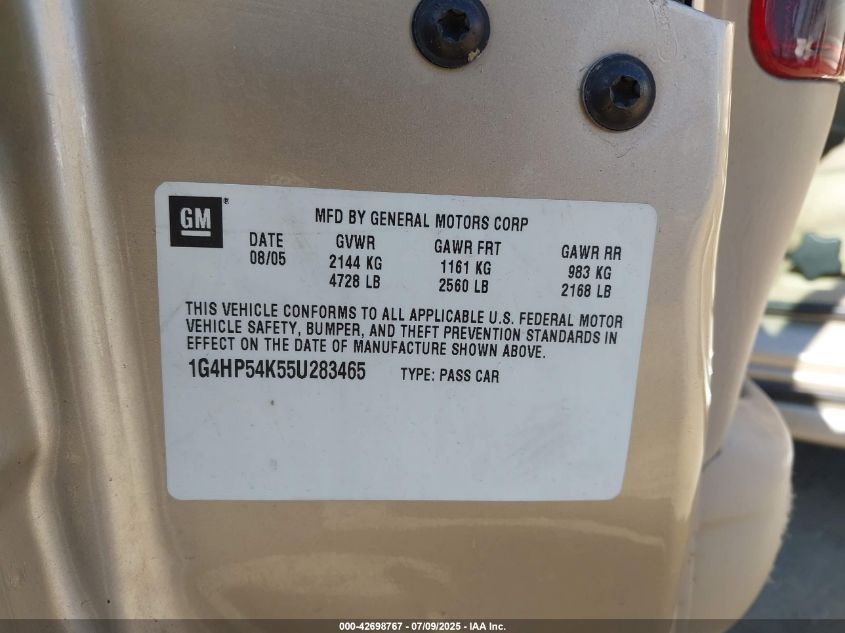 GM ® MFD BY GENERAL MOTORS CORP
DATE GVWR GAWR FRT GAWR RR
08/05 2144 KG 1161 KG 983 KG
4728 LB 2560 LB 2168 LB
THIS VEHICLE CONFORMS TO ALL APPLICABLE U.S. FEDERAL MOTOR
VEHICLE SAFETY, BUMPER, AND THEFT PREVENTION STANDARDS IN
EFFECT ON THE DATE OF MANUFACTURE SHOWN ABOVE.
1G4HP54K55U283465 TYPE: PASS CAR
000-42698767 - 07/09/2025 - IAA Inc.